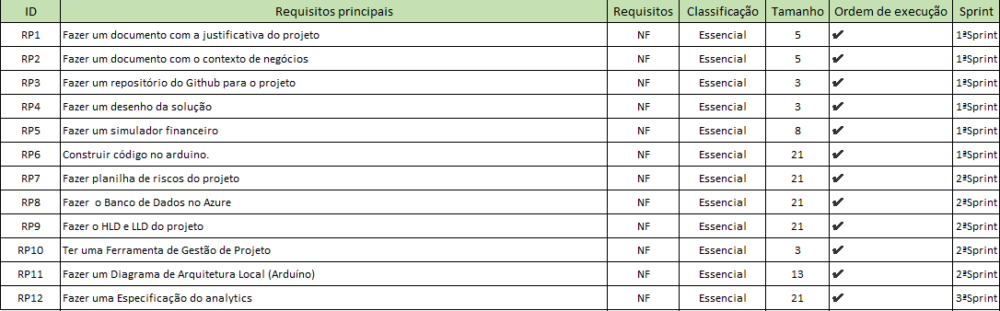 ID Requisitos principais Requisitos Classificação Tamanho Ordem de execução Sprint
RP1 Fazer um documento com a justificativa do projeto NF Essencial 5 ✔ 1ªSprint
RP2 Fazer um documento com o contexto de negócios NF Essencial 5 ✔ 1ªSprint
RP3 Fazer um repositório do Github para o projeto NF Essencial 3 ✔ 1ªSprint
RP4 Fazer um desenho da solução NF Essencial 3 ✔ 1ªSprint
RP5 Fazer um simulador financeiro NF Essencial 8 ✔ 1ªSprint
RP6 Construir código no arduino. NF Essencial 21 ✔ 1ªSprint
RP7 Fazer planilha de riscos do projeto NF Essencial 21 ✔ 2ªSprint
RP8 Fazer o Banco de Dados no Azure NF Essencial 21 ✔ 2ªSprint
RP9 Fazer o HLD e LLD do projeto NF Essencial 21 ✔ 2ªSprint
RP10 Ter uma Ferramenta de Gestão de Projeto NF Essencial 3 ✔ 2ªSprint
RP11 Fazer um Diagrama de Arquitetura Local (Arduíno) NF Essencial 13 ✔ 2ªSprint
RP12 Fazer uma Especificação do analytics NF Essencial 21 ✔ 3ªSprint